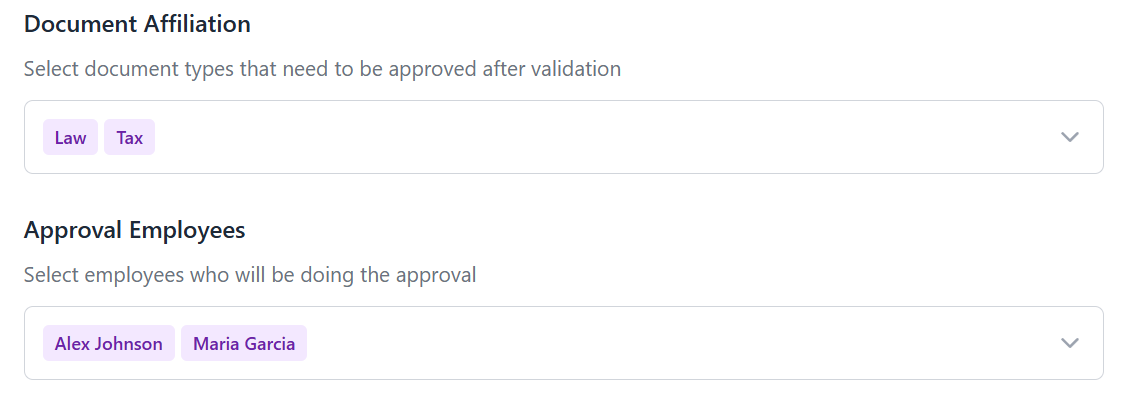 Document Affiliation
Select document types that need to be approved after validation
Law Tax
Approval Employees
Select employees who will be doing the approval
Alex Johnson Maria Garcia